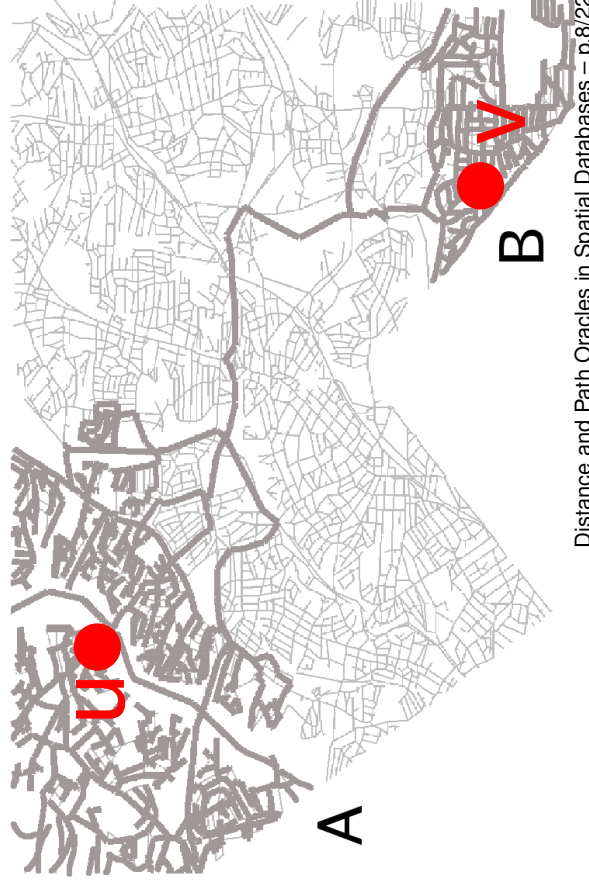 u
v
A
B
Distance and Path Oracles in Spatial Databases – p.8/22